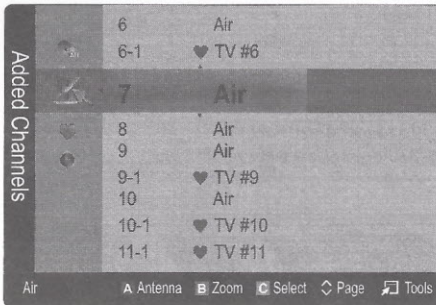 Added Channels
6 Air
6-1 ♥ TV #6
7 Air
8 Air
9 Air
9-1 ♥ TV #9
10 Air
10-1 ♥ TV #10
11-1 ♥ TV #11
Air A Antenna B Zoom C Select Page Tools